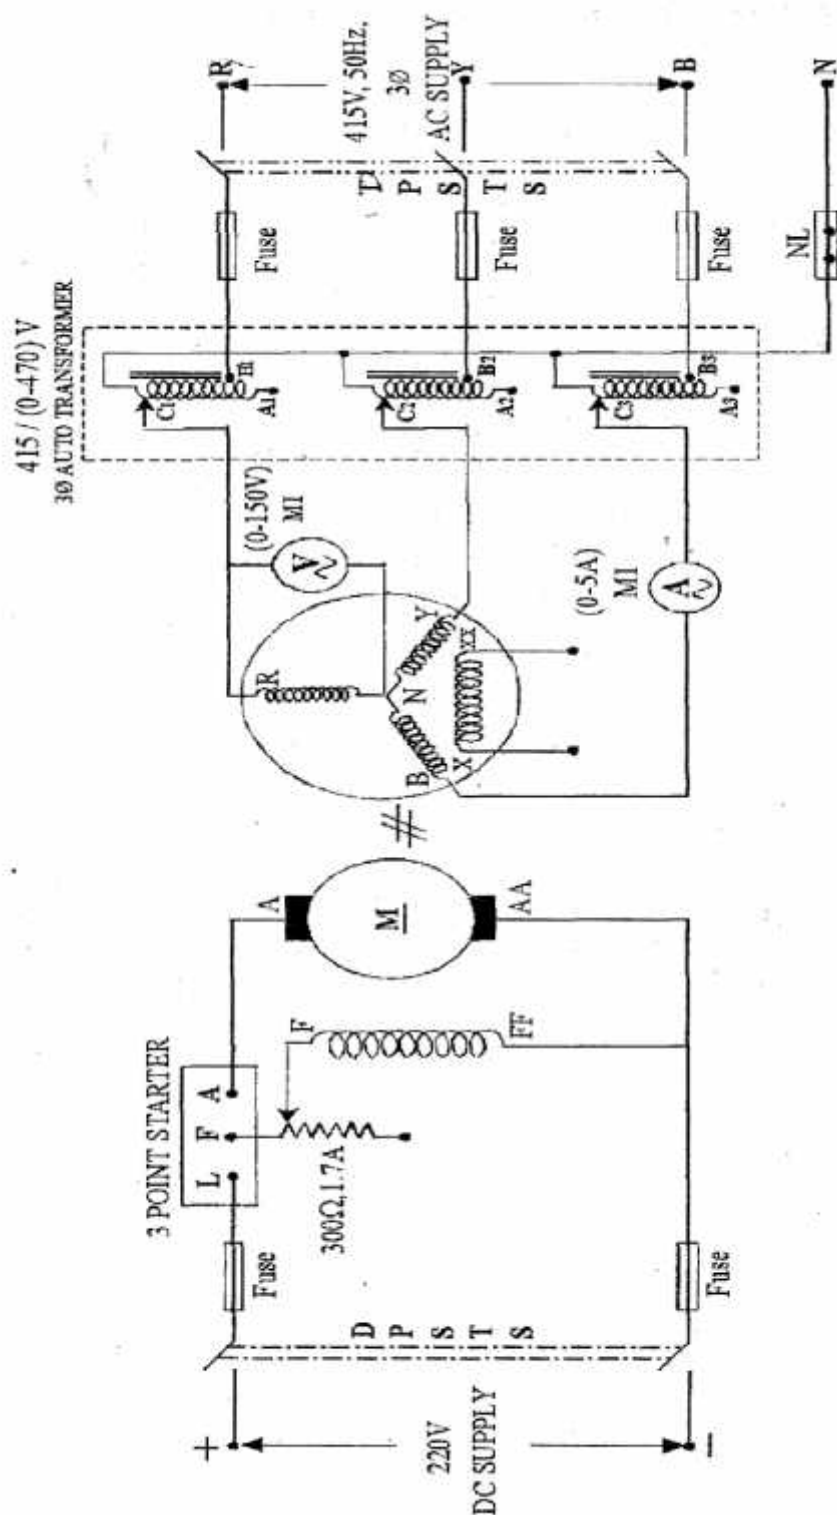 415 / (0-470) V
3Ø AUTO TRANSFORMER
R
415V, 50Hz,
3Ø
AC SUPPLY
Y
B
N
T
P
S
T
S
Fuse
Fuse
Fuse
NL
C1
A1
C2
B2
A2
C3
B3
A3
(0-150V)
MI
V
(0-5A)
MI
A
R
N
Y
B
X
XX
3 POINT STARTER
L
F
A
300Ω,1.7A
F
FF
A
M
AA
Fuse
Fuse
D
P
S
T
S
+
220V
DC SUPPLY
–